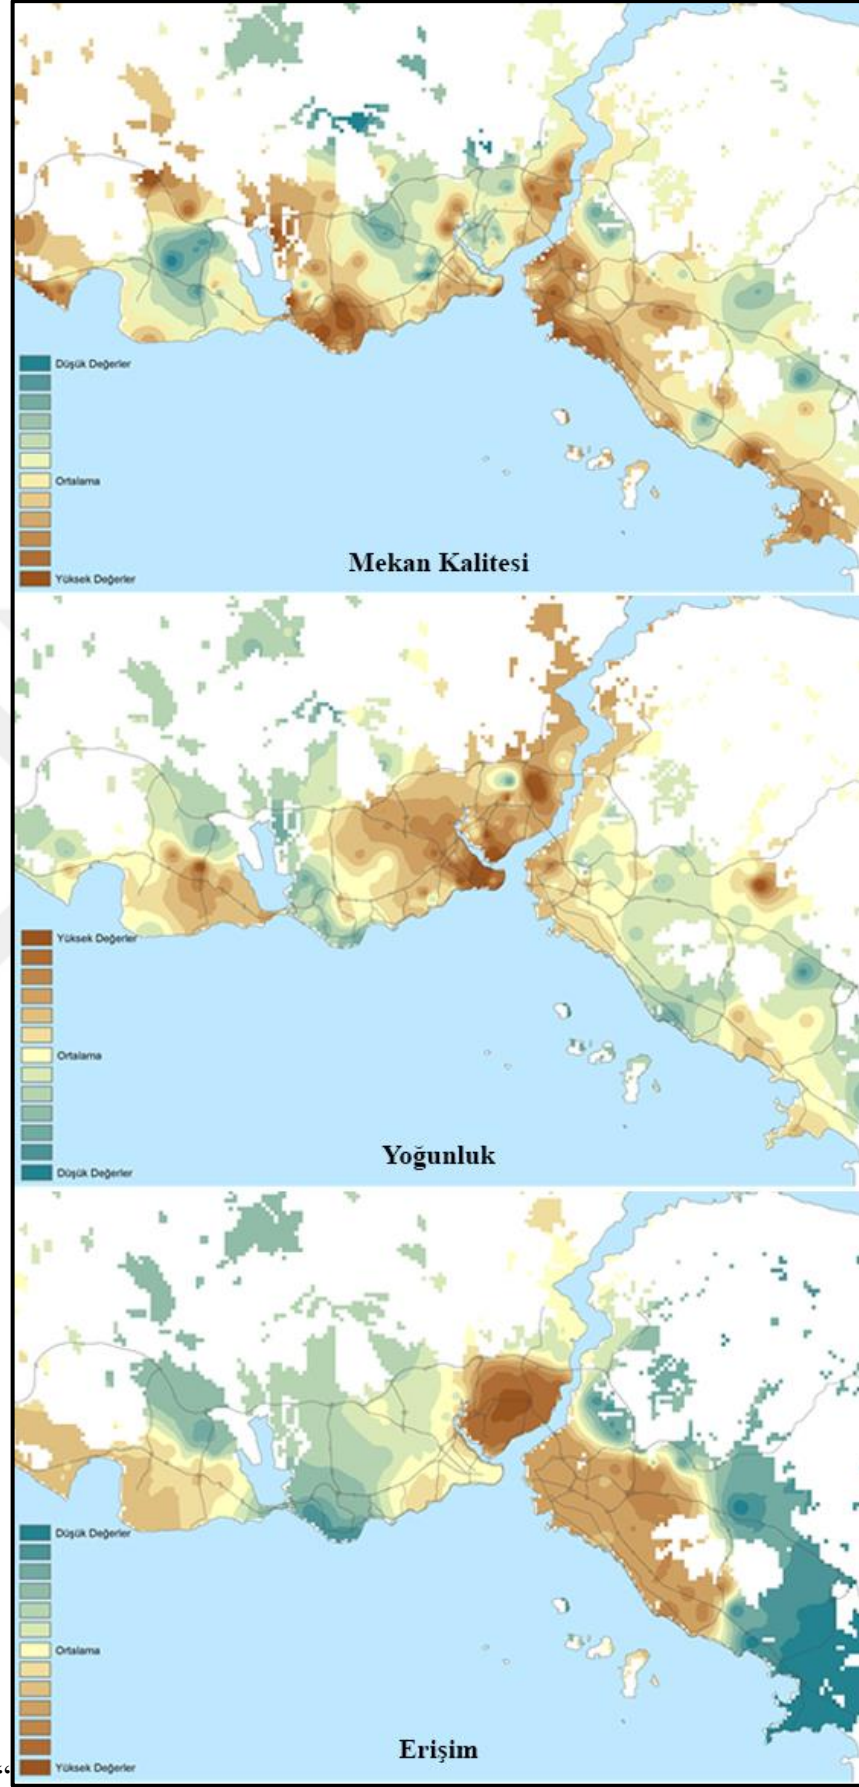 Düşük Değerler
Ortalama
Yüksek Değerler
Mekan Kalitesi
Yüksek Değerler
Ortalama
Düşük Değerler
Yoğunluk
Düşük Değerler
Ortalama
Yüksek Değerler
Erişim
“